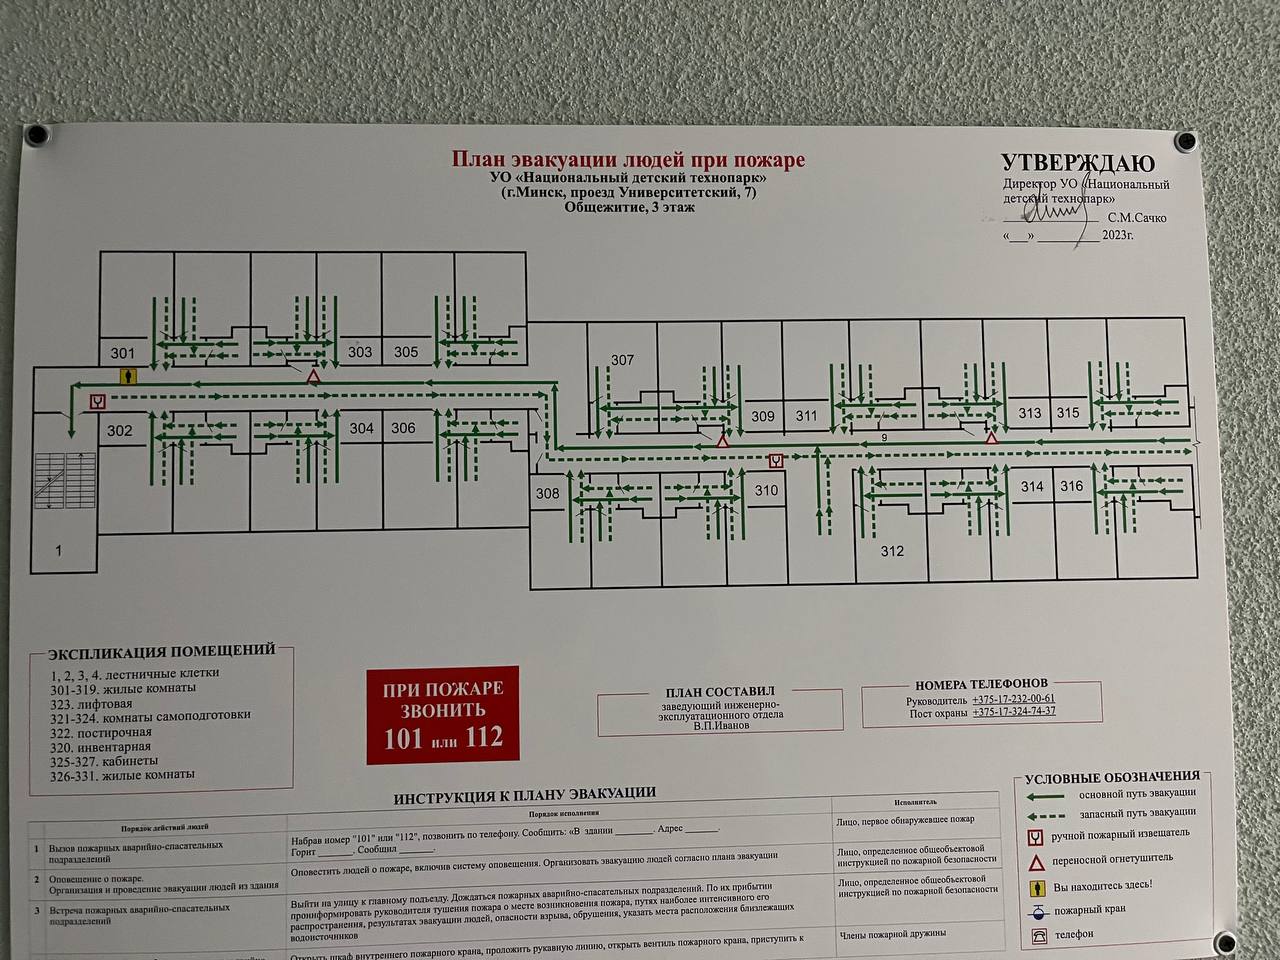 План эвакуации людей при пожаре
УО «Национальный детский технопарк»
(г.Минск, проезд Университетский, 7)
Общежитие, 3 этаж
УТВЕРЖДАЮ
Директор УО «Национальный
детский технопарк»
С.М.Сачко
«__» ________ 2023г.
301
303
305
307
302
304
306
309
311
313
315
9
308
310
314
316
312
1
ЭКСПЛИКАЦИЯ ПОМЕЩЕНИЙ
1, 2, 3, 4. лестничные клетки
301-319. жилые комнаты
323. лифтовая
321-324. комнаты самоподготовки
322. постирочная
320. инвентарная
325-327. кабинеты
326-331. жилые комнаты
ПРИ ПОЖАРЕ
ЗВОНИТЬ
101 или 112
ПЛАН СОСТАВИЛ
заведующий инженерно-
эксплуатационного отдела
В.П.Иванов
НОМЕРА ТЕЛЕФОНОВ
Руководитель +375-17-232-00-61
Пост охраны +375-17-324-74-37
УСЛОВНЫЕ ОБОЗНАЧЕНИЯ
основной путь эвакуации
запасный путь эвакуации
ручной пожарный извещатель
переносной огнетушитель
Вы находитесь здесь!
пожарный кран
телефон
ИНСТРУКЦИЯ К ПЛАНУ ЭВАКУАЦИИ
Порядок действий людей
Порядок исполнения
Исполнитель
1 Вызов пожарных аварийно-спасательных
подразделений
Набрав номер "101" или "112", позвонить по телефону. Сообщить: «В здании ______. Адрес _____.
Горит _____. Сообщил _____.
Лицо, первое обнаружевшее пожар
2 Оповещение о пожаре.
Организация и проведение эвакуации людей из здания
Оповестить людей о пожаре, включив систему оповещения. Организовать эвакуацию людей согласно плана эвакуации
Лицо, определенное общеобъектовой
инструкцией по пожарной безопасности
3 Встреча пожарных аварийно-спасательных
подразделений
Выйти на улицу к главному подъезду. Дождаться пожарных аварийно-спасательных подразделений. По их прибытии
проинформировать руководителя тушения пожара о месте возникновения пожара, путях наиболее интенсивного его
распространения, результатах эвакуации людей, опасности взрыва, обрушения, указать места расположения близлежащих
водоисточников
Лицо, определенное общеобъектовой
инструкцией по пожарной безопасности
Открыть шкаф внутреннего пожарного крана, проложить рукавную линию, открыть вентиль пожарного крана, приступить к
Члены пожарной дружины